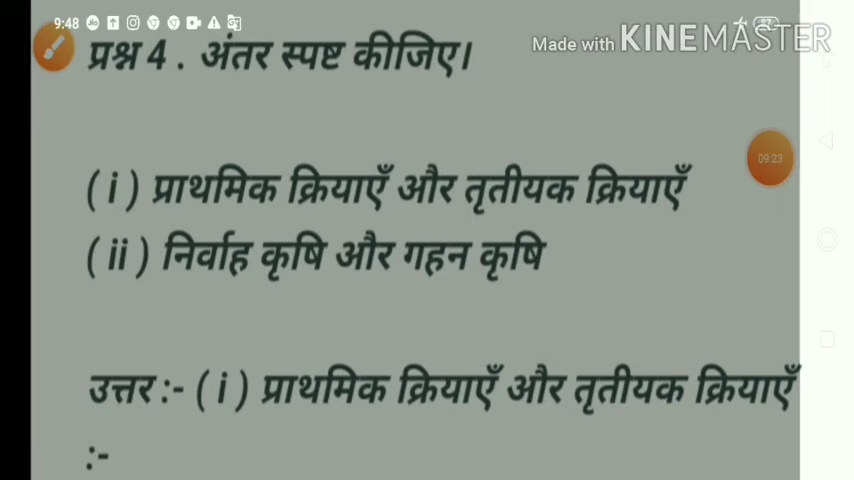 9:48
Made with KINEMASTER
प्रश्न 4 . अंतर स्पष्ट कीजिए।
09:23
( i ) प्राथमिक क्रियाएँ और तृतीयक क्रियाएँ
( ii ) निर्वाह कृषि और गहन कृषि
उत्तर :- ( i ) प्राथमिक क्रियाएँ और तृतीयक क्रियाएँ
:-